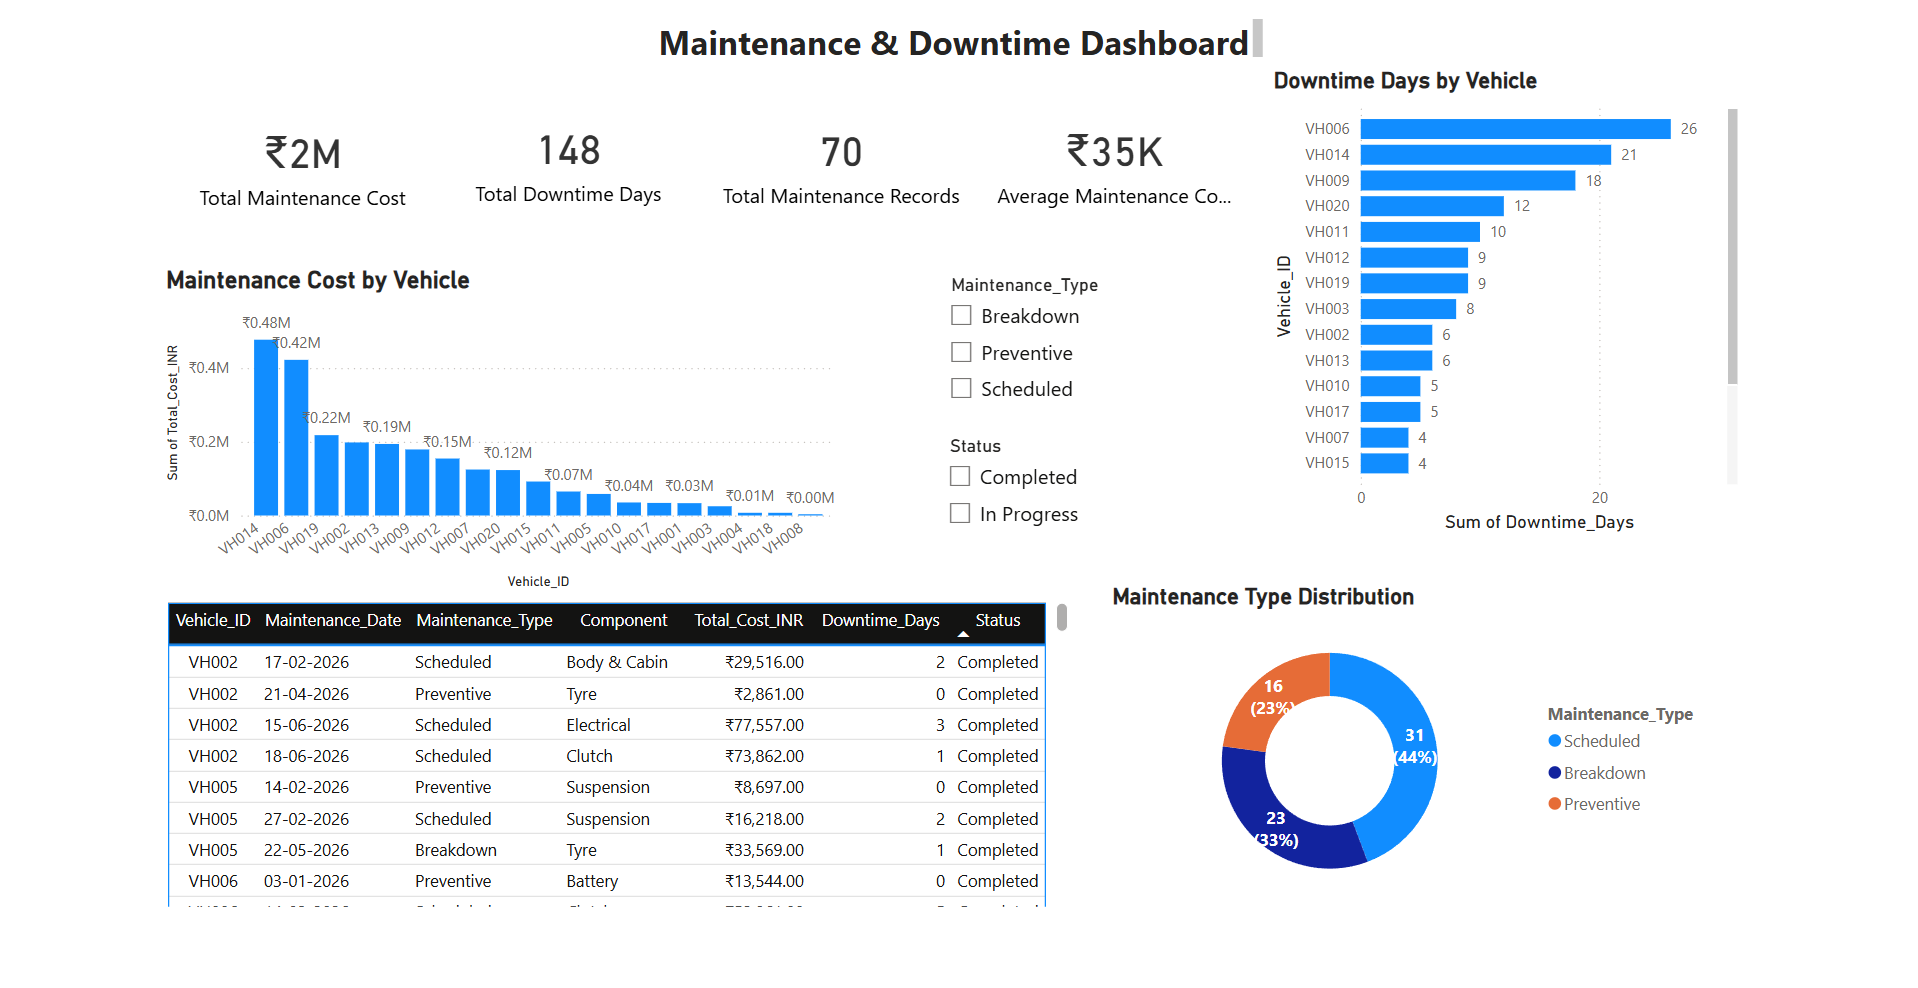 Maintenance & Downtime Dashboard
₹2M
Total Maintenance Cost
148
Total Downtime Days
70
Total Maintenance Records
₹35K
Average Maintenance Co...
Downtime Days by Vehicle
Vehicle_ID
VH006 26
VH014 21
VH009 18
VH020 12
VH011 10
VH012 9
VH019 9
VH003 8
VH002 6
VH013 6
VH010 5
VH017 5
VH007 4
VH015 4
0 20
Sum of Downtime_Days
Maintenance Cost by Vehicle
Sum of Total_Cost_INR
₹0.4M
₹0.2M
₹0.0M
₹0.48M
₹0.42M
₹0.22M
₹0.19M
₹0.15M
₹0.12M
₹0.07M
₹0.04M
₹0.03M
₹0.01M
₹0.00M
VH014 VH006 VH019 VH002 VH013 VH009 VH012 VH007 VH020 VH015 VH011 VH005 VH010 VH017 VH001 VH003 VH004 VH018 VH008
Vehicle_ID
Maintenance_Type
Breakdown
Preventive
Scheduled
Status
Completed
In Progress
Vehicle_ID Maintenance_Date Maintenance_Type Component Total_Cost_INR Downtime_Days Status
VH002 17-02-2026 Scheduled Body & Cabin ₹29,516.00 2 Completed
VH002 21-04-2026 Preventive Tyre ₹2,861.00 0 Completed
VH002 15-06-2026 Scheduled Electrical ₹77,557.00 3 Completed
VH002 18-06-2026 Scheduled Clutch ₹73,862.00 1 Completed
VH005 14-02-2026 Preventive Suspension ₹8,697.00 0 Completed
VH005 27-02-2026 Scheduled Suspension ₹16,218.00 2 Completed
VH005 22-05-2026 Breakdown Tyre ₹33,569.00 1 Completed
VH006 03-01-2026 Preventive Battery ₹13,544.00 0 Completed
Maintenance Type Distribution
16
(23%)
31
(44%)
23
(33%)
Maintenance_Type
Scheduled
Breakdown
Preventive